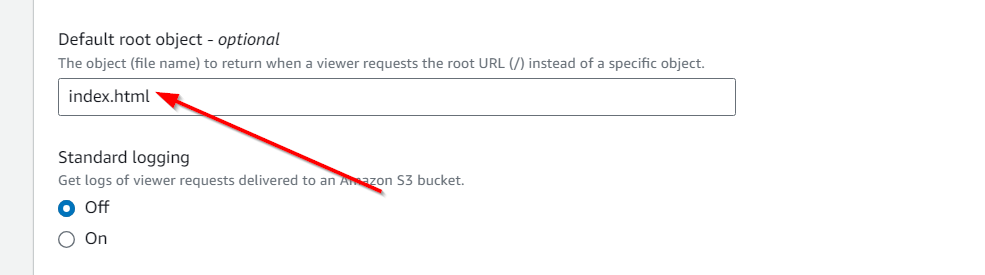 Default root object - optional
The object (file name) to return when a viewer requests the root URL (/) instead of a specific object.
index.html
Standard logging
Get logs of viewer requests delivered to an Amazon S3 bucket.
Off
On